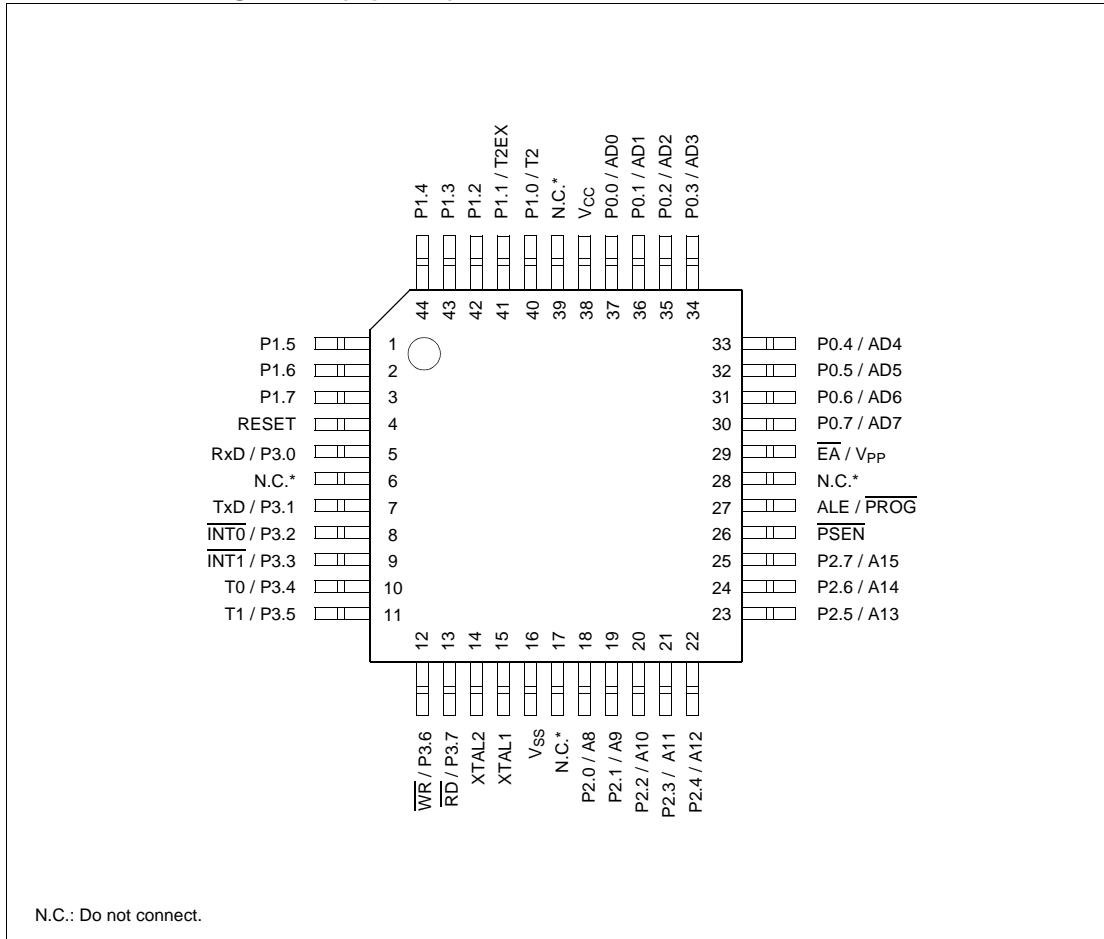 P1.4
P1.3
P1.2
P1.1 / T2EX
P1.0 / T2
N.C.*
VCC
P0.0 / AD0
P0.1 / AD1
P0.2 / AD2
P0.3 / AD3
44
43
42
41
40
39
38
37
36
35
34
P1.5 1
P1.6 2
P1.7 3
RESET 4
RxD / P3.0 5
N.C.* 6
TxD / P3.1 7
INT0 / P3.2 8
INT1 / P3.3 9
T0 / P3.4 10
T1 / P3.5 11
33 P0.4 / AD4
32 P0.5 / AD5
31 P0.6 / AD6
30 P0.7 / AD7
29 EA / VPP
28 N.C.*
27 ALE / PROG
26 PSEN
25 P2.7 / A15
24 P2.6 / A14
23 P2.5 / A13
12
13
14
15
16
17
18
19
20
21
22
WR / P3.6
RD / P3.7
XTAL2
XTAL1
VSS
N.C.*
P2.0 / A8
P2.1 / A9
P2.2 / A10
P2.3 / A11
P2.4 / A12
N.C.: Do not connect.